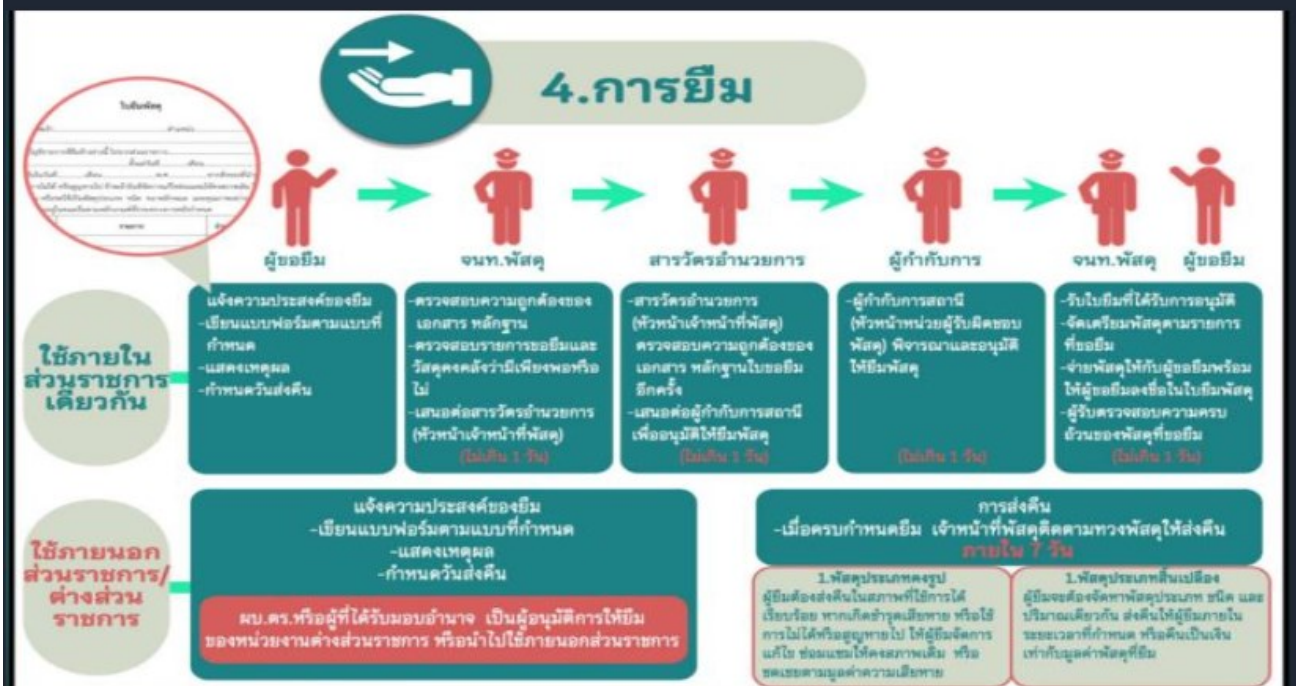 4.การยืม
ใบยืมพัสดุ
ผู้ขอยืม
จนท.พัสดุ
สารวัตรอำนวยการ
ผู้กำกับการ
จนท.พัสดุ
ผู้ขอยืม
ใช้ภายใน
ส่วนราชการ
เดียวกัน
แจ้งความประสงค์ของยืม
-เขียนแบบฟอร์มตามแบบที่
กำหนด
-แสดงเหตุผล
-กำหนดวันส่งคืน
-ตรวจสอบความถูกต้องของ
เอกสาร หลักฐาน
-ตรวจสอบรายการขอยืมและ
วัสดุคงคลังว่ามีเพียงพอหรือ
ไม่
-เสนอต่อสารวัตรอำนวยการ
(หัวหน้าเจ้าหน้าที่พัสดุ)
(ไม่เกิน 1 วัน)
-สารวัตรอำนวยการ
(หัวหน้าเจ้าหน้าที่พัสดุ)
ตรวจสอบความถูกต้องของ
เอกสาร หลักฐานใบขอยืม
อีกครั้ง
-เสนอต่อผู้กำกับการสถานี
เพื่ออนุมัติให้ยืมพัสดุ
(ไม่เกิน 1 วัน)
-ผู้กำกับการสถานี
(หัวหน้าหน่วยผู้รับผิดชอบ
พัสดุ) พิจารณาและอนุมัติ
ให้ยืมพัสดุ
(ไม่เกิน 1 วัน)
-รับใบยืมที่ได้รับการอนุมัติ
-จัดเตรียมพัสดุตามรายการ
ที่ขอยืม
-จ่ายพัสดุให้กับผู้ขอยืมพร้อม
ให้ผู้ขอยืมลงชื่อในใบยืมพัสดุ
-ผู้รับตรวจสอบความครบ
ถ้วนของพัสดุที่ขอยืม
(ไม่เกิน 1 วัน)
ใช้ภายนอก
ส่วนราชการ/
ต่างส่วน
ราชการ
แจ้งความประสงค์ของยืม
-เขียนแบบฟอร์มตามแบบที่กำหนด
-แสดงเหตุผล
-กำหนดวันส่งคืน
ผบ.ตร.หรือผู้ที่ได้รับมอบอำนาจ เป็นผู้อนุมัติการให้ยืม
ของหน่วยงานต่างส่วนราชการ หรือนำไปใช้ภายนอกส่วนราชการ
การส่งคืน
-เมื่อครบกำหนดยืม เจ้าหน้าที่พัสดุติดตามทวงพัสดุให้ส่งคืน
ภายใน 7 วัน
1.พัสดุประเภทคงรูป
ผู้ยืมต้องส่งคืนในสภาพที่ใช้การได้
เรียบร้อย หากเกิดชำรุดเสียหาย หรือใช้
การไม่ได้หรือสูญหายไป ให้ผู้ยืมจัดการ
แก้ไข ซ่อมแซมให้คงสภาพเดิม หรือ
ชดเชยตามมูลค่าความเสียหาย
1.พัสดุประเภทสิ้นเปลือง
ผู้ยืมจะต้องจัดหาพัสดุประเภท ชนิด และ
ปริมาณเดียวกัน ส่งคืนให้ผู้ยืมภายใน
ระยะเวลาที่กำหนด หรือคืนเป็นเงิน
เท่ากับมูลค่าพัสดุที่ยืม